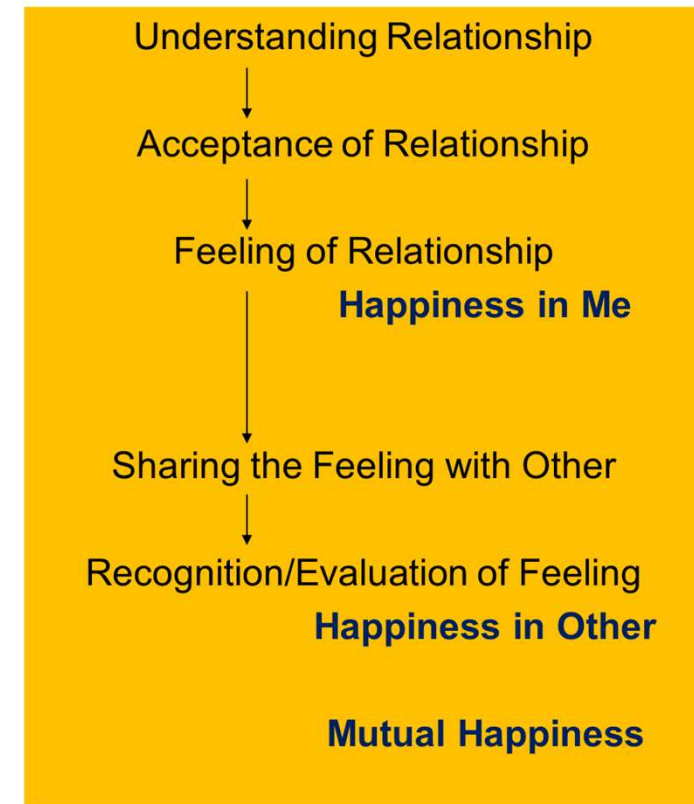 Understanding Relationship
Acceptance of Relationship
Feeling of Relationship
Happiness in Me
Sharing the Feeling with Other
Recognition/Evaluation of Feeling
Happiness in Other
Mutual Happiness